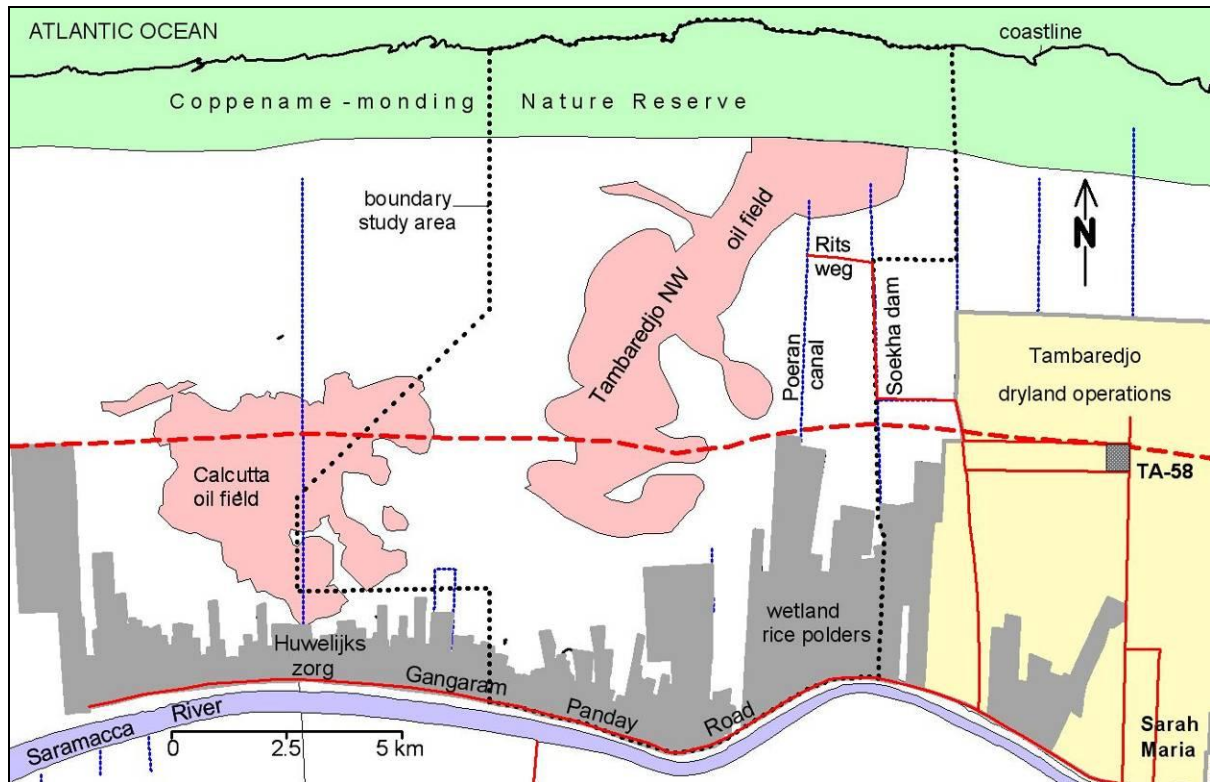 ATLANTIC OCEAN
coastline
Coppename-monding Nature Reserve
boundary
study area
oil field
Tambaredjo NW
Rits
weg
N
Poeran
canal
Soekha dam
Tambaredjo
dryland operations
Calcutta
oil field
TA-58
wetland
rice polders
Huwelijks
zorg
Gangaram
Panday
Road
Saramacca River
Sarah
Maria
0 2.5 5 km